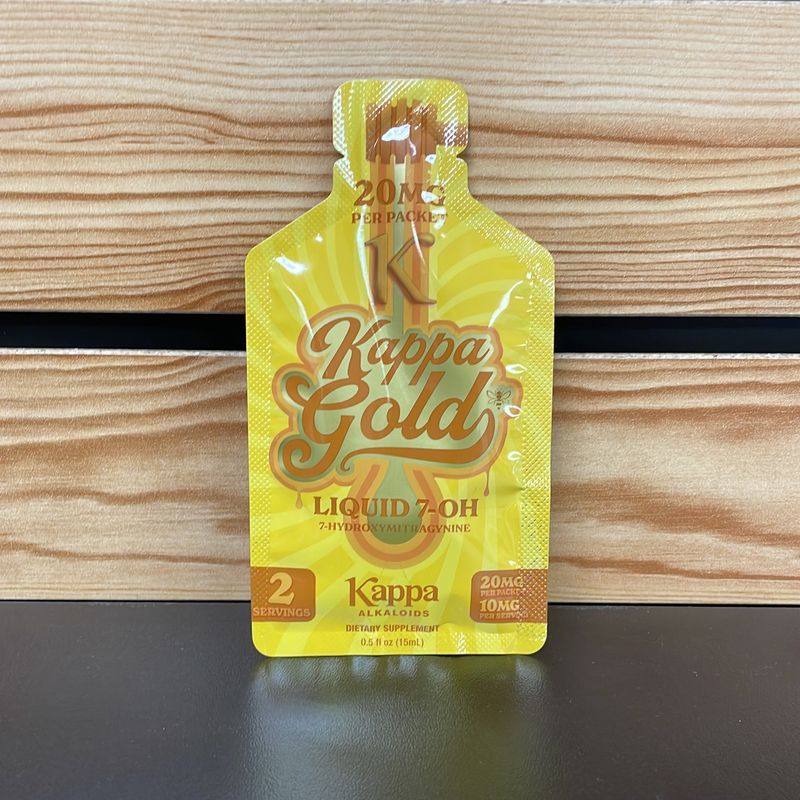 20MG
PER PACKET
K
Kappa
Gold
LIQUID 7-OH
7-HYDROXYMITRAGYNINE
2
SERVINGS
Kappa
ALKALOIDS
20MG
PER PACKET
10MG
PER SERVING
DIETARY SUPPLEMENT
0.5 fl oz (15mL)